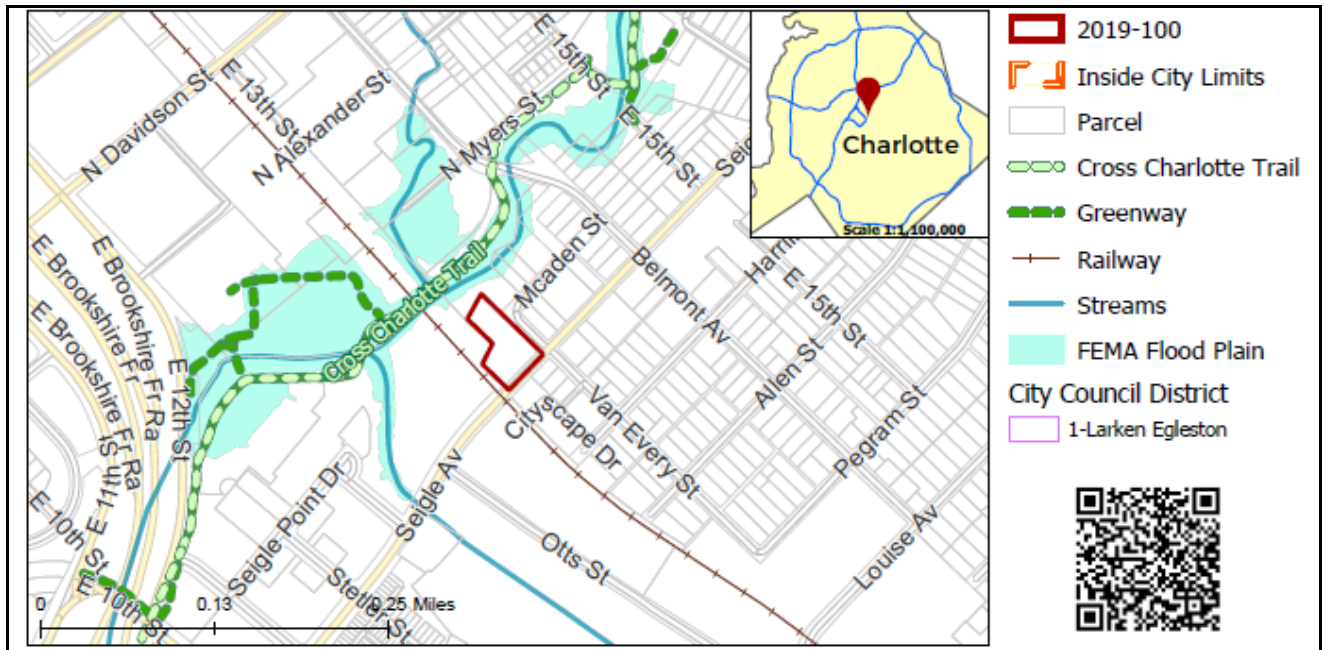 N Davidson St
E 13th St
N Alexander St
E 15th St
N Myers St
E 15th St
Seig
Charlotte
Scale 1:1,100,000
Mcaden St
Belmont Av
Harrill
E 15th St
Allen St
Pegram St
Louise Av
Van Every St
Cityscape Dr
Cross Charlotte Trail
E Brookshire Fr Ra
E Brookshire Fr
E Brookshire Fr Ra
E 12th St
E 11th St
E 10th St
E 10th St
Seigle Point Dr
Seigle Av
Stetler St
Otts St
0
0.13
0.25 Miles
2019-100
Inside City Limits
Parcel
Cross Charlotte Trail
Greenway
Railway
Streams
FEMA Flood Plain
City Council District
1-Larken Egleston